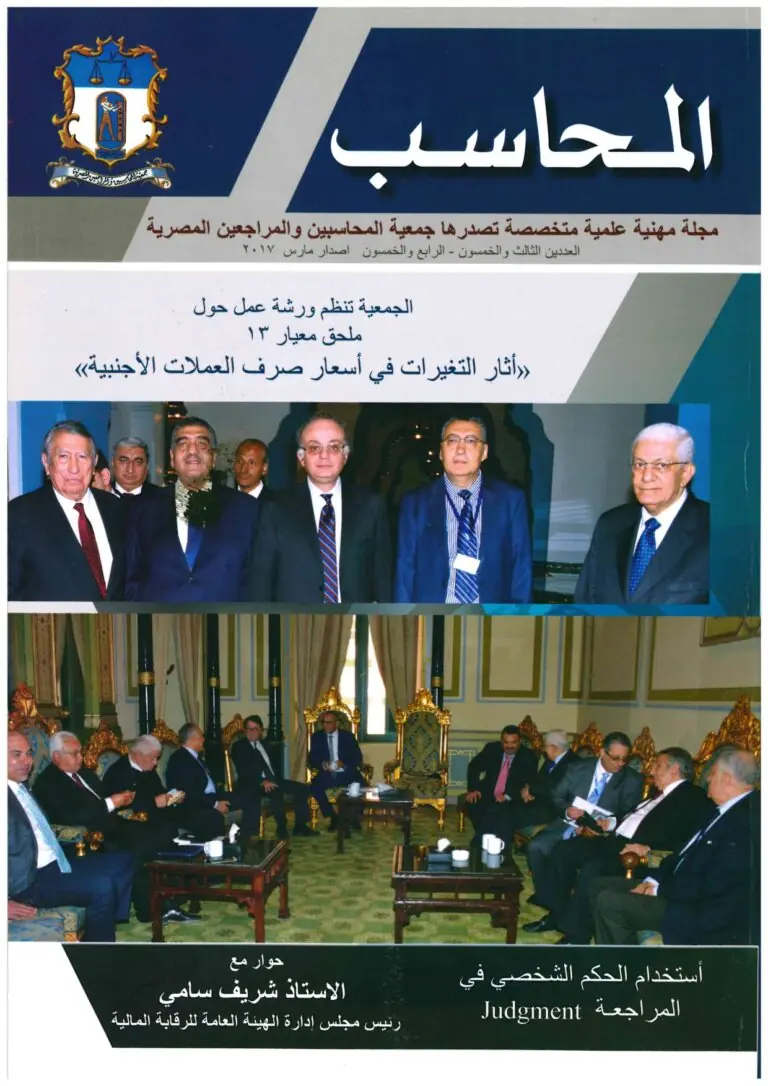 المحاسب
مجلة مهنية علمية متخصصة تصدرها جمعية المحاسبين والمراجعين المصرية
العددين الثالث والخمسون - الرابع والخمسون اصدار مارس ٢٠١٧
الجمعية تنظم ورشة عمل حول
ملحق معيار ١٣
«أثار التغيرات في أسعار صرف العملات الأجنبية»
أستخدام الحكم الشخصي في
المراجعة Judgment
حوار مع
الاستاذ شريف سامي
رئيس مجلس إدارة الهيئة العامة للرقابة المالية